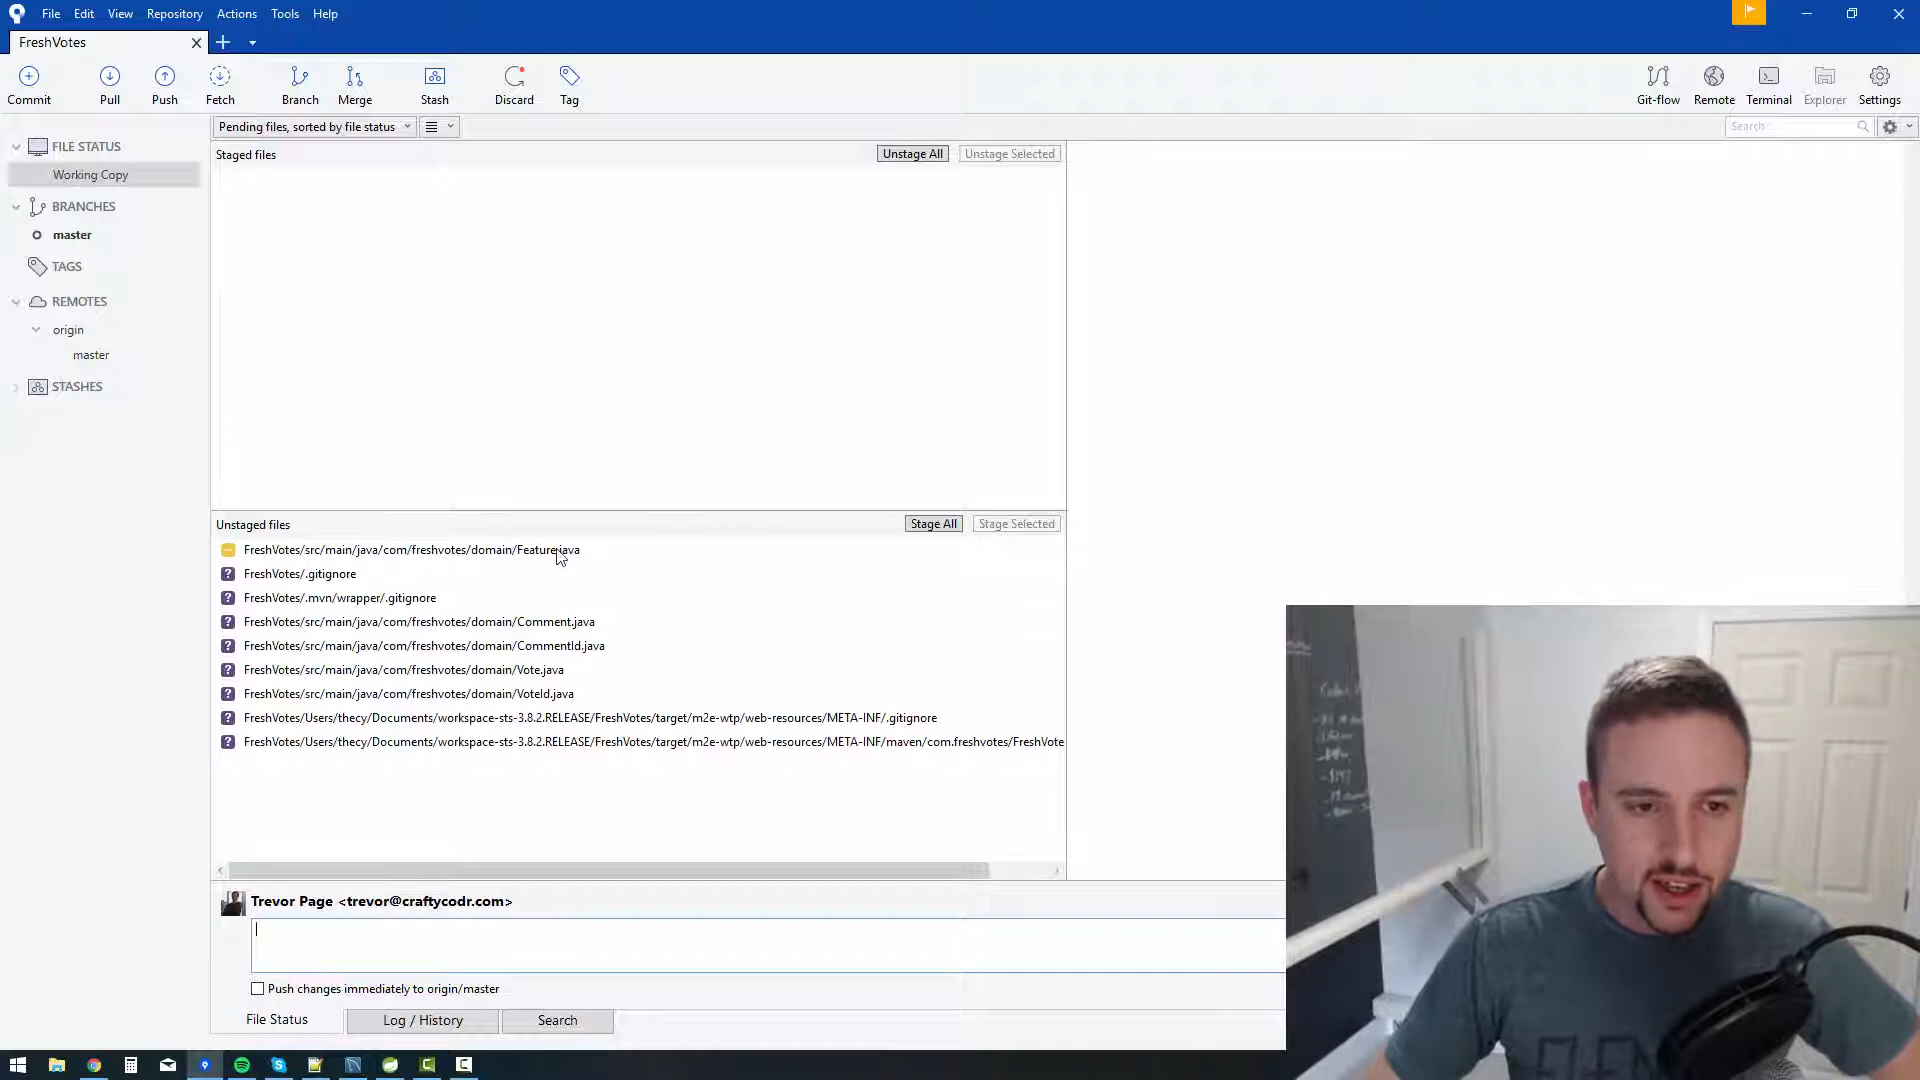 File Edit View Repository Actions Tools Help
FreshVotes
Commit Pull Push Fetch Branch Merge Stash Discard Tag Git-flow Remote Terminal Explorer Settings
Pending files, sorted by file status
Search
FILE STATUS
Working Copy
BRANCHES
master
TAGS
REMOTES
origin
master
STASHES
Staged files Unstage All Unstage Selected
Unstaged files Stage All Stage Selected
FreshVotes/src/main/java/com/freshvotes/domain/Feature.java
FreshVotes/.gitignore
FreshVotes/.mvn/wrapper/.gitignore
FreshVotes/src/main/java/com/freshvotes/domain/Comment.java
FreshVotes/src/main/java/com/freshvotes/domain/CommentId.java
FreshVotes/src/main/java/com/freshvotes/domain/Vote.java
FreshVotes/src/main/java/com/freshvotes/domain/VoteId.java
FreshVotes/Users/thecy/Documents/workspace-sts-3.8.2.RELEASE/FreshVotes/target/m2e-wtp/web-resources/META-INF/.gitignore
FreshVotes/Users/thecy/Documents/workspace-sts-3.8.2.RELEASE/FreshVotes/target/m2e-wtp/web-resources/META-INF/maven/com.freshvotes/FreshVote
Trevor Page <trevor@craftycodr.com>
Push changes immediately to origin/master
File Status Log / History Search